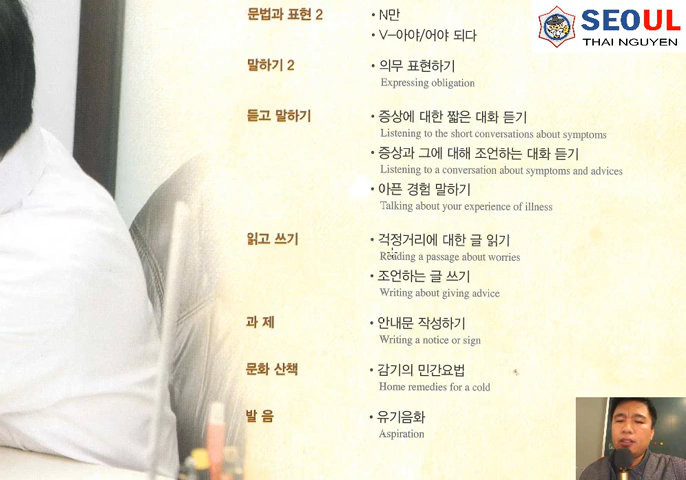 SEOUL
THAI NGUYEN
문법과 표현 2
• N만
• V-아야/어야 되다
말하기 2
• 의무 표현하기
Expressing obligation
듣고 말하기
• 증상에 대한 짧은 대화 듣기
Listening to the short conversations about symptoms
• 증상과 그에 대해 조언하는 대화 듣기
Listening to a conversation about symptoms and advices
• 아픈 경험 말하기
Talking about your experience of illness
읽고 쓰기
• 걱정거리에 대한 글 읽기
Reading a passage about worries
• 조언하는 글 쓰기
Writing about giving advice
과 제
• 안내문 작성하기
Writing a notice or sign
문화 산책
• 감기의 민간요법
Home remedies for a cold
발 음
• 유기음화
Aspiration